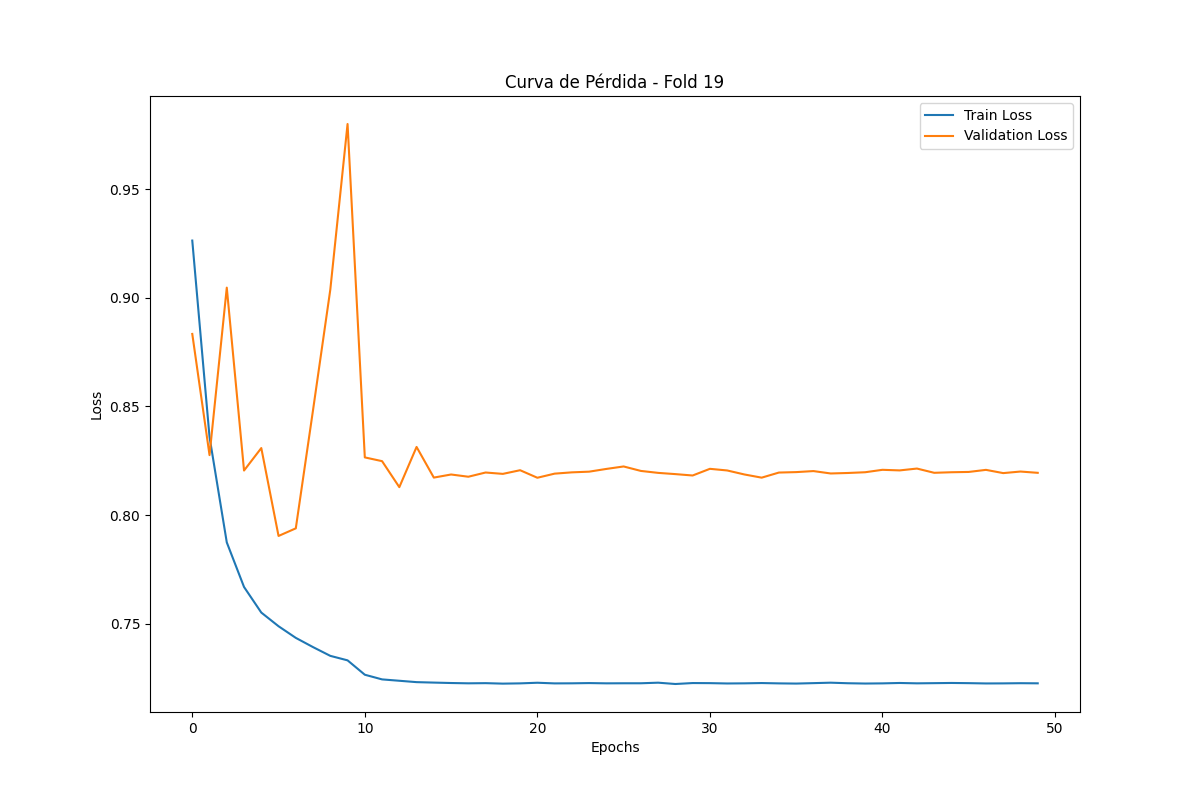 Curva de Pérdida - Fold 19
Train Loss
Validation Loss
0.95
0.90
0.85
0.80
0.75
Loss
0 10 20 30 40 50
Epochs